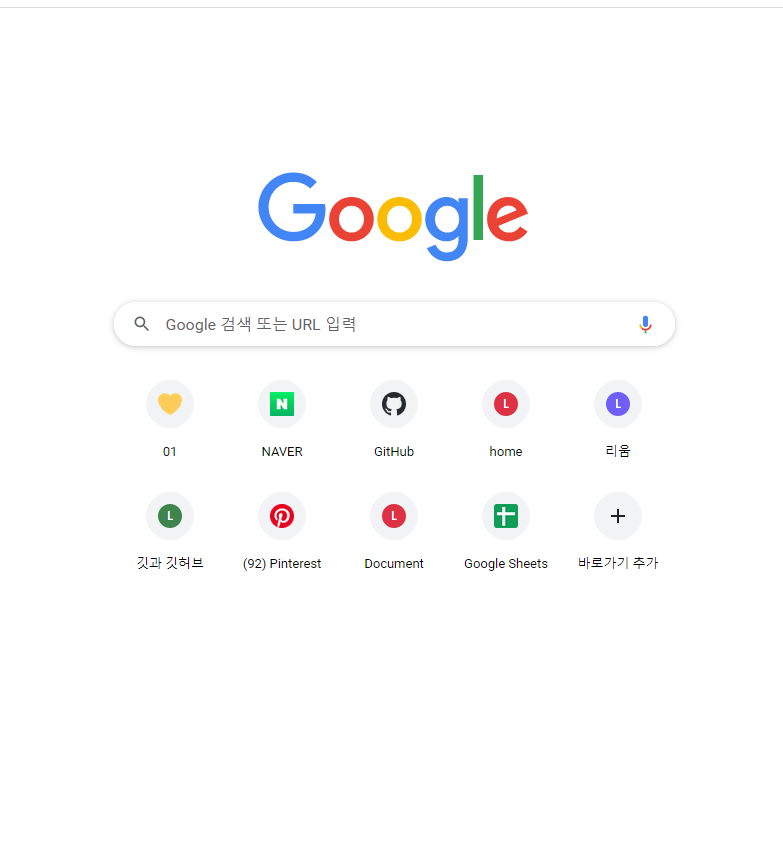 Google
Google 검색 또는 URL 입력
N
L
L
01
NAVER
GitHub
home
리움
L
L
깃과 깃허브
(92) Pinterest
Document
Google Sheets
바로가기 추가